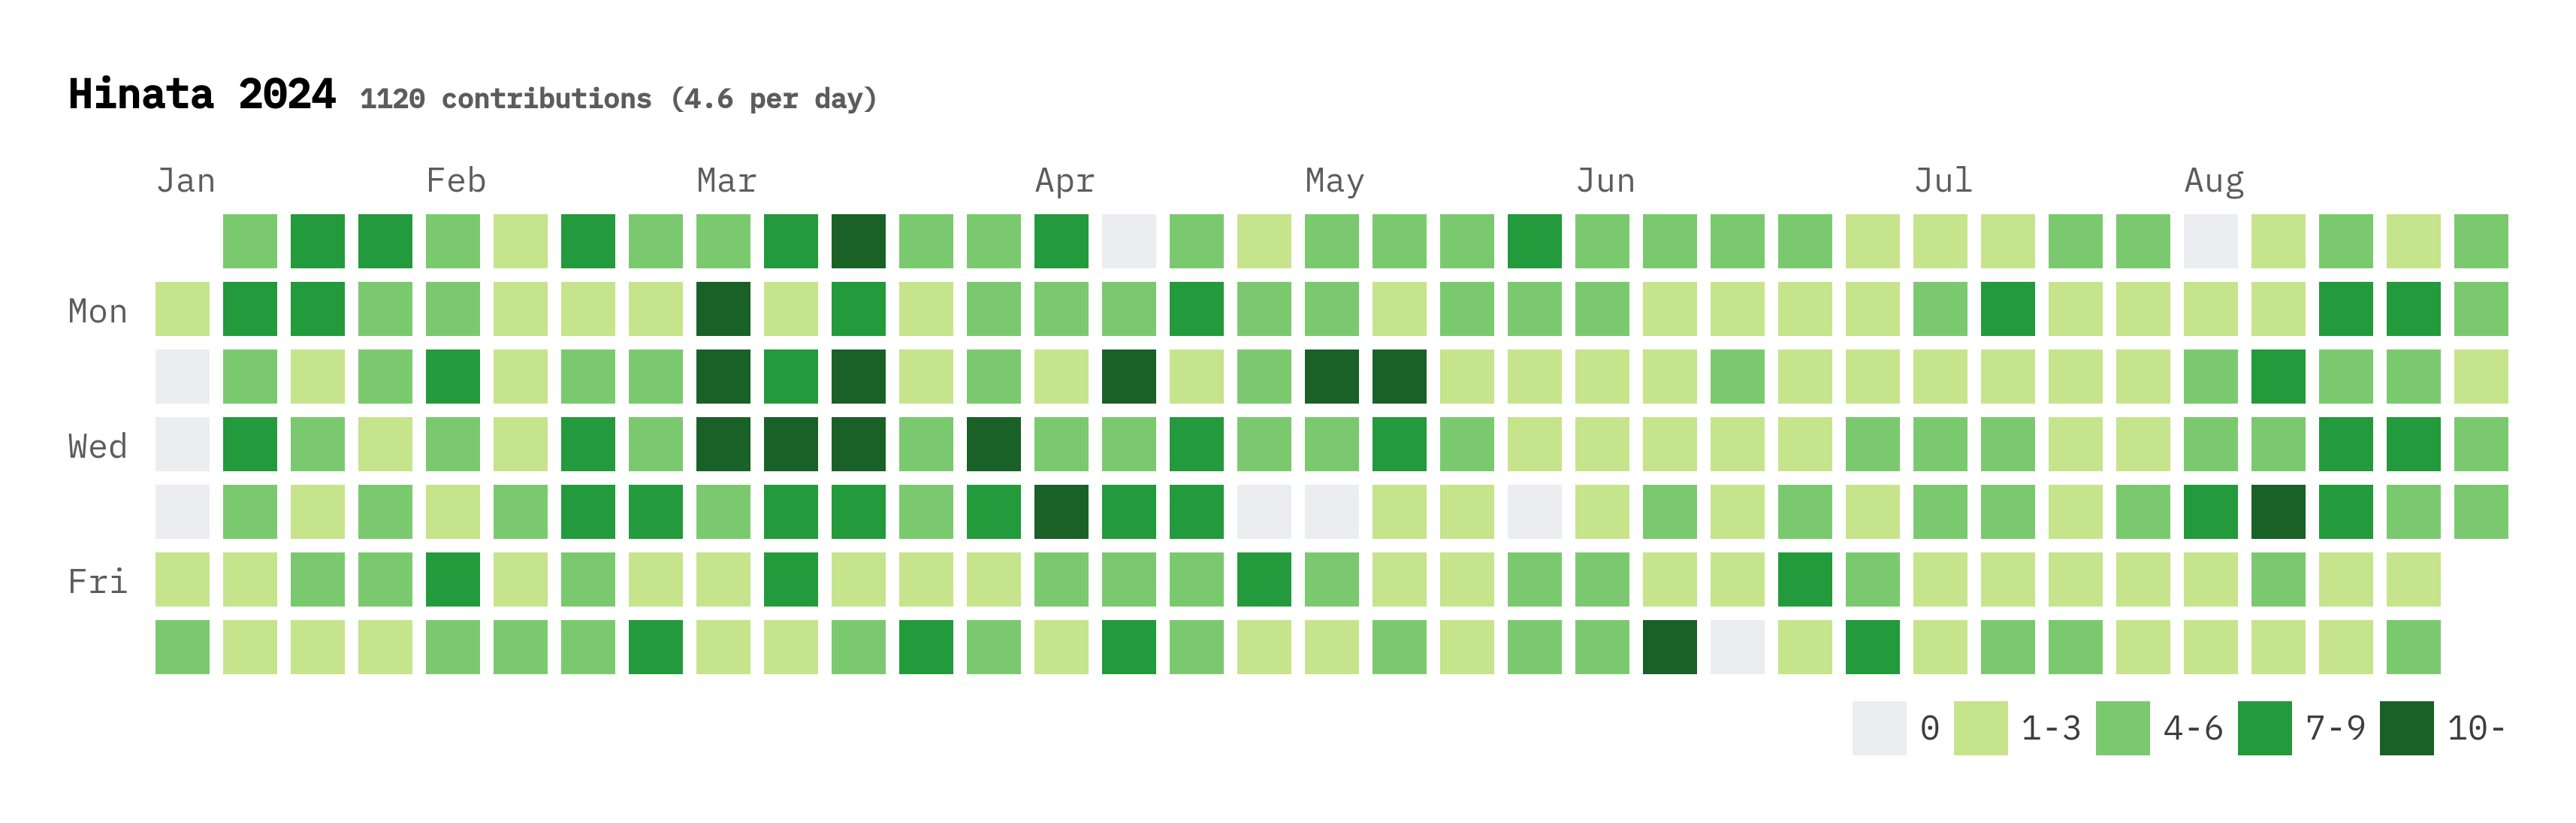 Hinata 2024 1120 contributions (4.6 per day)
Jan Feb Mar Apr May Jun Jul Aug
Mon
Wed
Fri
0 1-3 4-6 7-9 10-